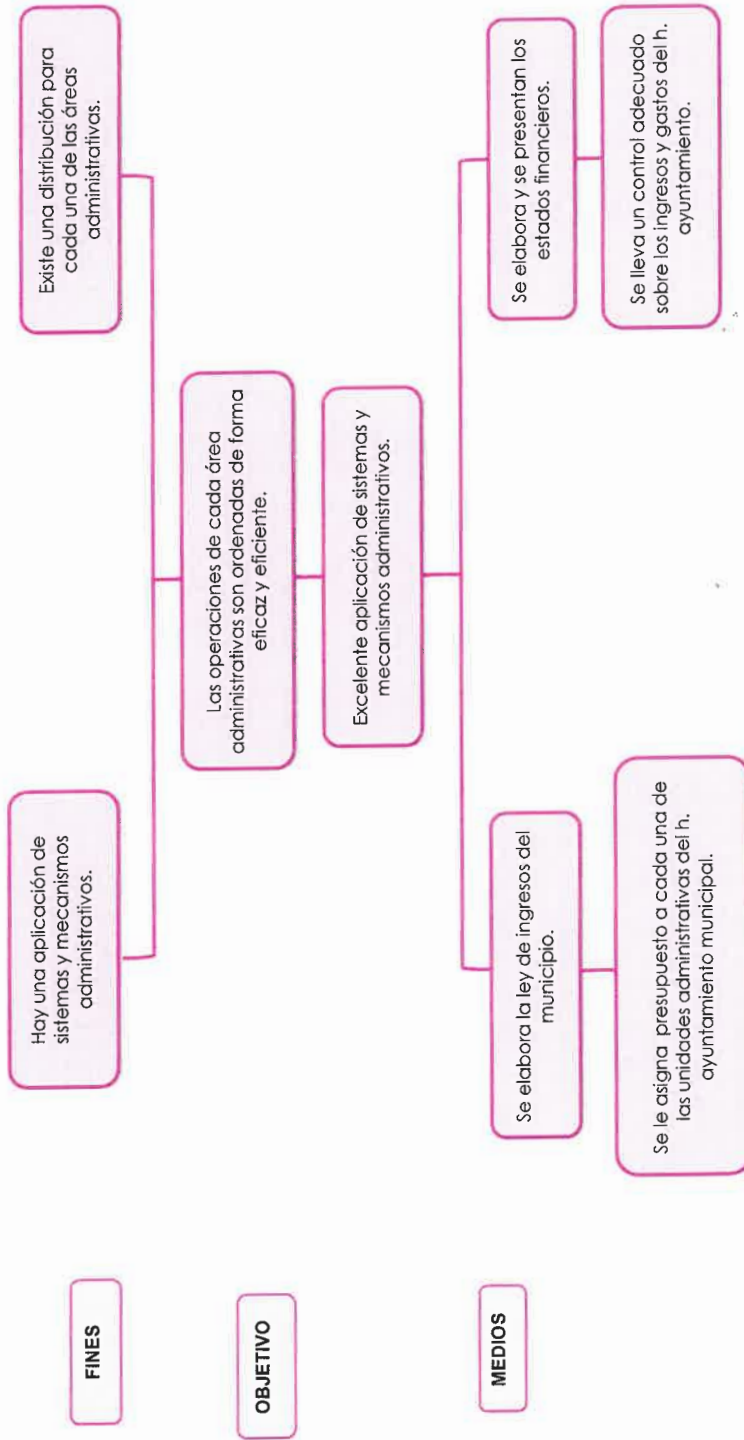 FINES
Hay una aplicación de
sistemas y mecanismos
administrativos.
Existe una distribución para
cada una de las áreas
administrativas.
OBJETIVO
Las operaciones de cada área
administrativas son ordenadas de forma
eficaz y eficiente.
Excelente aplicación de sistemas y
mecanismos administrativos.
MEDIOS
Se elabora la ley de ingresos del
municipio.
Se elabora y se presentan los
estados financieros.
Se le asigna presupuesto a cada una de
las unidades administrativas del h.
ayuntamiento municipal.
Se lleva un control adecuado
sobre los ingresos y gastos del h.
ayuntamiento.